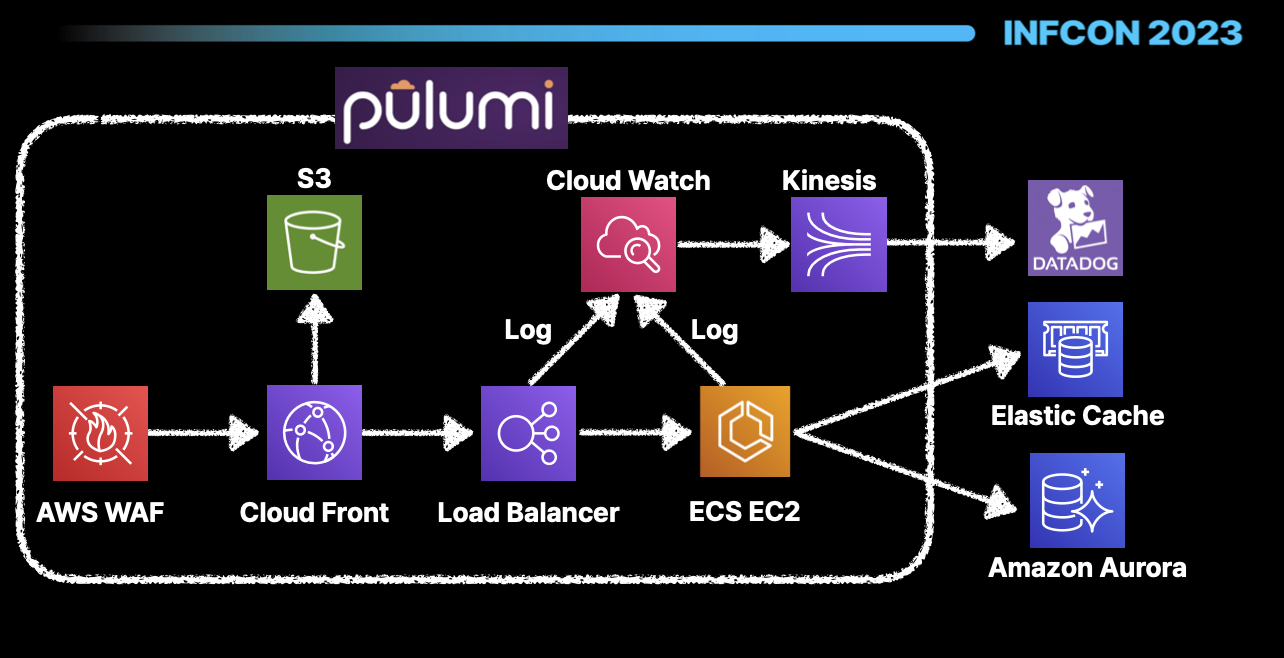 INFCON 2023
pulumi
S3
Cloud Watch
Kinesis
DATADOG
Log
Log
Elastic Cache
AWS WAF
Cloud Front
Load Balancer
ECS EC2
Amazon Aurora